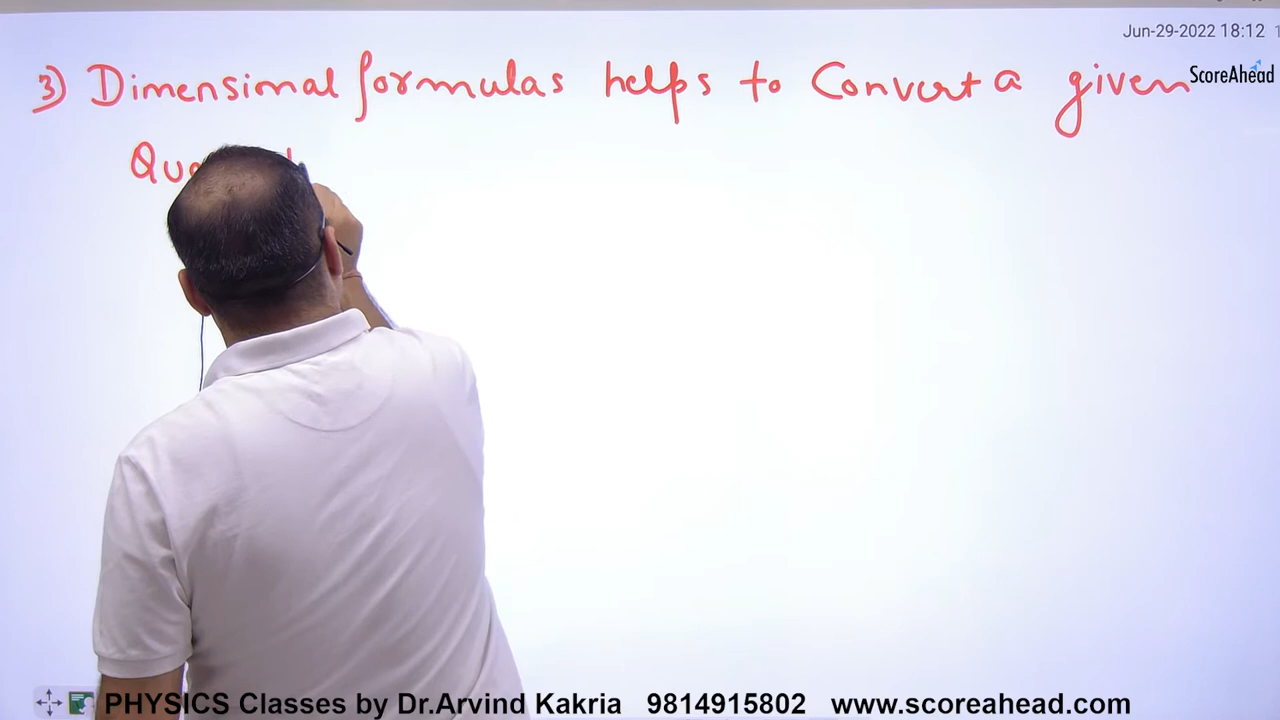 Jun-29-2022 18:12
3) Dimensional formulas helps to Convert a given
ScoreAhead
PHYSICS Classes by Dr.Arvind Kakria 9814915802 www.scoreahead.com